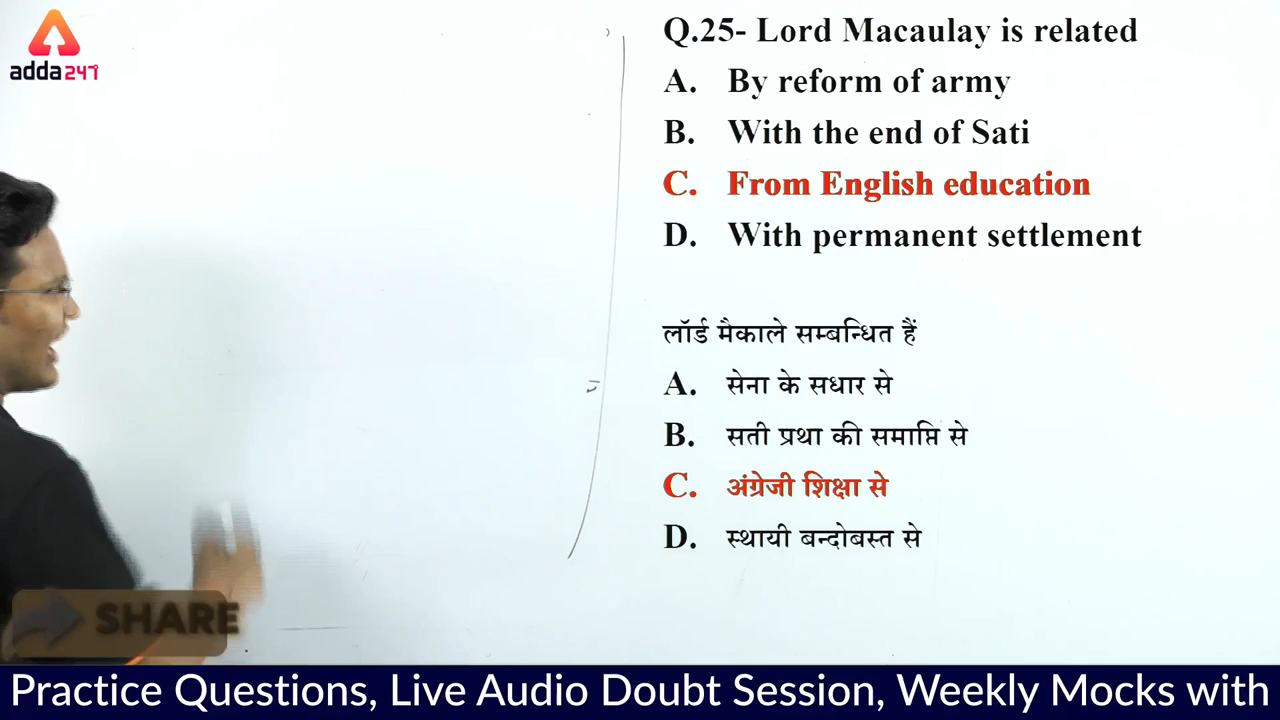 adda247
Q.25- Lord Macaulay is related
A. By reform of army
B. With the end of Sati
C. From English education
D. With permanent settlement
लॉर्ड मैकाले सम्बन्धित हैं
A. सेना के सधार से
B. सती प्रथा की समाप्ति से
C. अंग्रेजी शिक्षा से
D. स्थायी बन्दोबस्त से
SHARE
Practice Questions, Live Audio Doubt Session, Weekly Mocks with